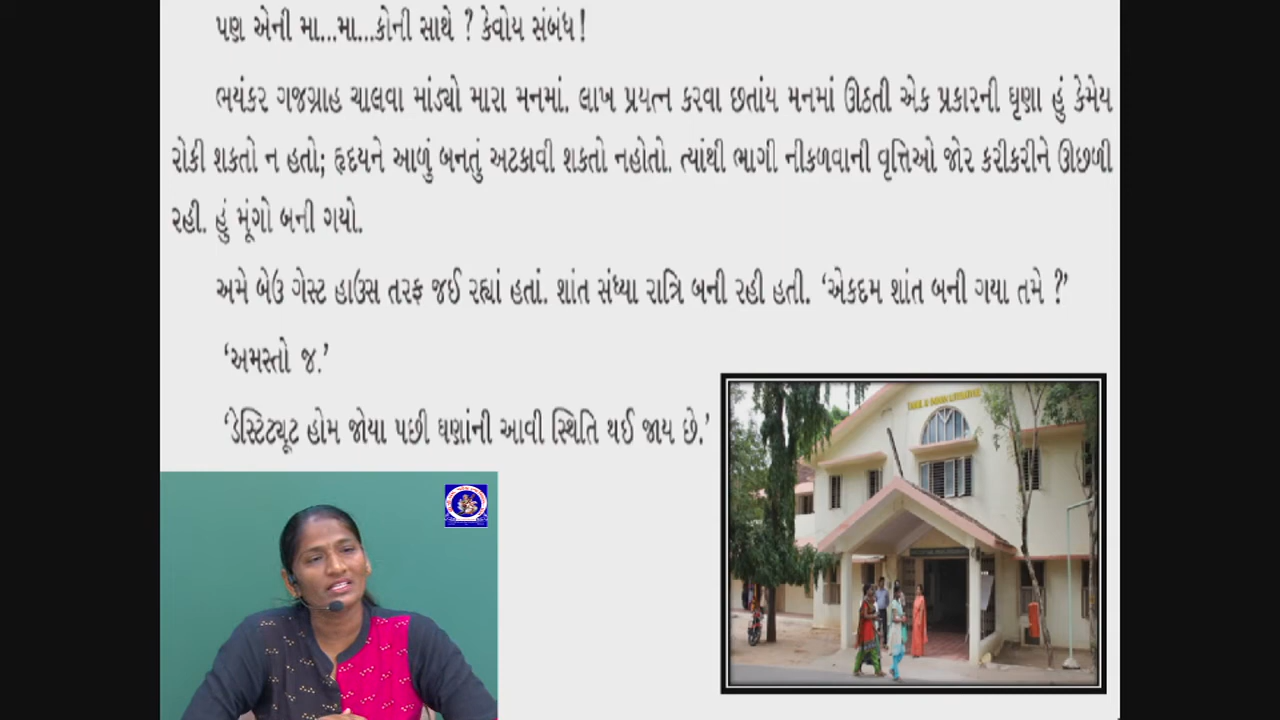 પણ એની મા...મા...કોની સાથે ? કેવોય સંબંધ !
ભયંકર ગજગ્રાહ ચાલવા માંડ્યો મારા મનમાં. લાખ પ્રયત્ન કરવા છતાંય મનમાં ઊઠતી એક પ્રકારની ઘૃણા હું કેમેય
રોકી શકતો ન હતો; હૃદયને આળું બનતું અટકાવી શકતો નહોતો. ત્યાંથી ભાગી નીકળવાની વૃત્તિઓ જોર કરીકરીને ઊછળી
રહી. હું મૂંગો બની ગયો.
અમે બેઉ ગેસ્ટ હાઉસ તરફ જઈ રહ્યાં હતાં. શાંત સંધ્યા રાત્રિ બની રહી હતી. ‘એકદમ શાંત બની ગયા તમે ?’
‘અમસ્તો જ.’
‘ડેસ્ટિટ્યૂટ હોમ જોયા પછી ઘણાંની આવી સ્થિતિ થઈ જાય છે.’